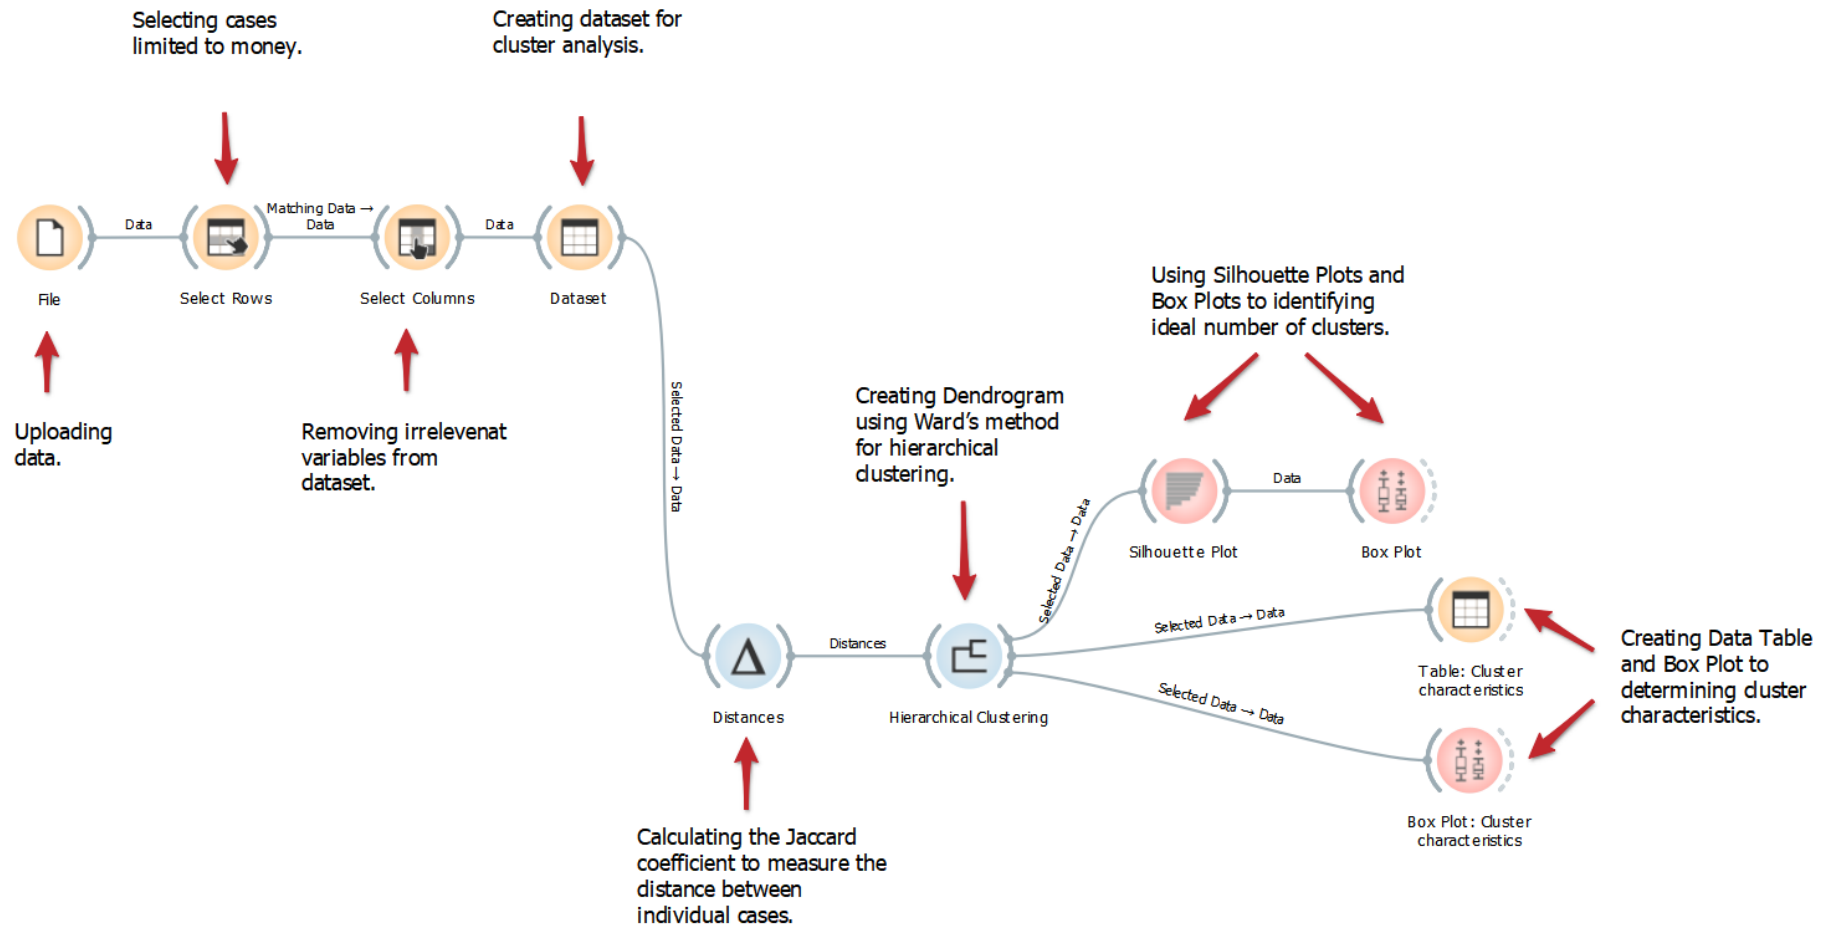 Selecting cases
limited to money.
Creating dataset for
cluster analysis.
Data
Matching Data →
Data
Data
File
Select Rows
Select Columns
Dataset
Uploading
data.
Removing irrelevenat
variables from
dataset.
Selected Data → Data
Using Silhouette Plots and
Box Plots to identifying
ideal number of clusters.
Creating Dendrogram
using Ward's method
for hierarchical
clustering.
Selected Data → Data
Data
Silhouette Plot
Box Plot
Distances
Selected Data → Data
Selected Data → Data
Table: Cluster
characteristics
Creating Data Table
and Box Plot to
determining cluster
characteristics.
Distances
Hierarchical Clustering
Box Plot: Cluster
characteristics
Calculating the Jaccard
coefficient to measure the
distance between
individual cases.